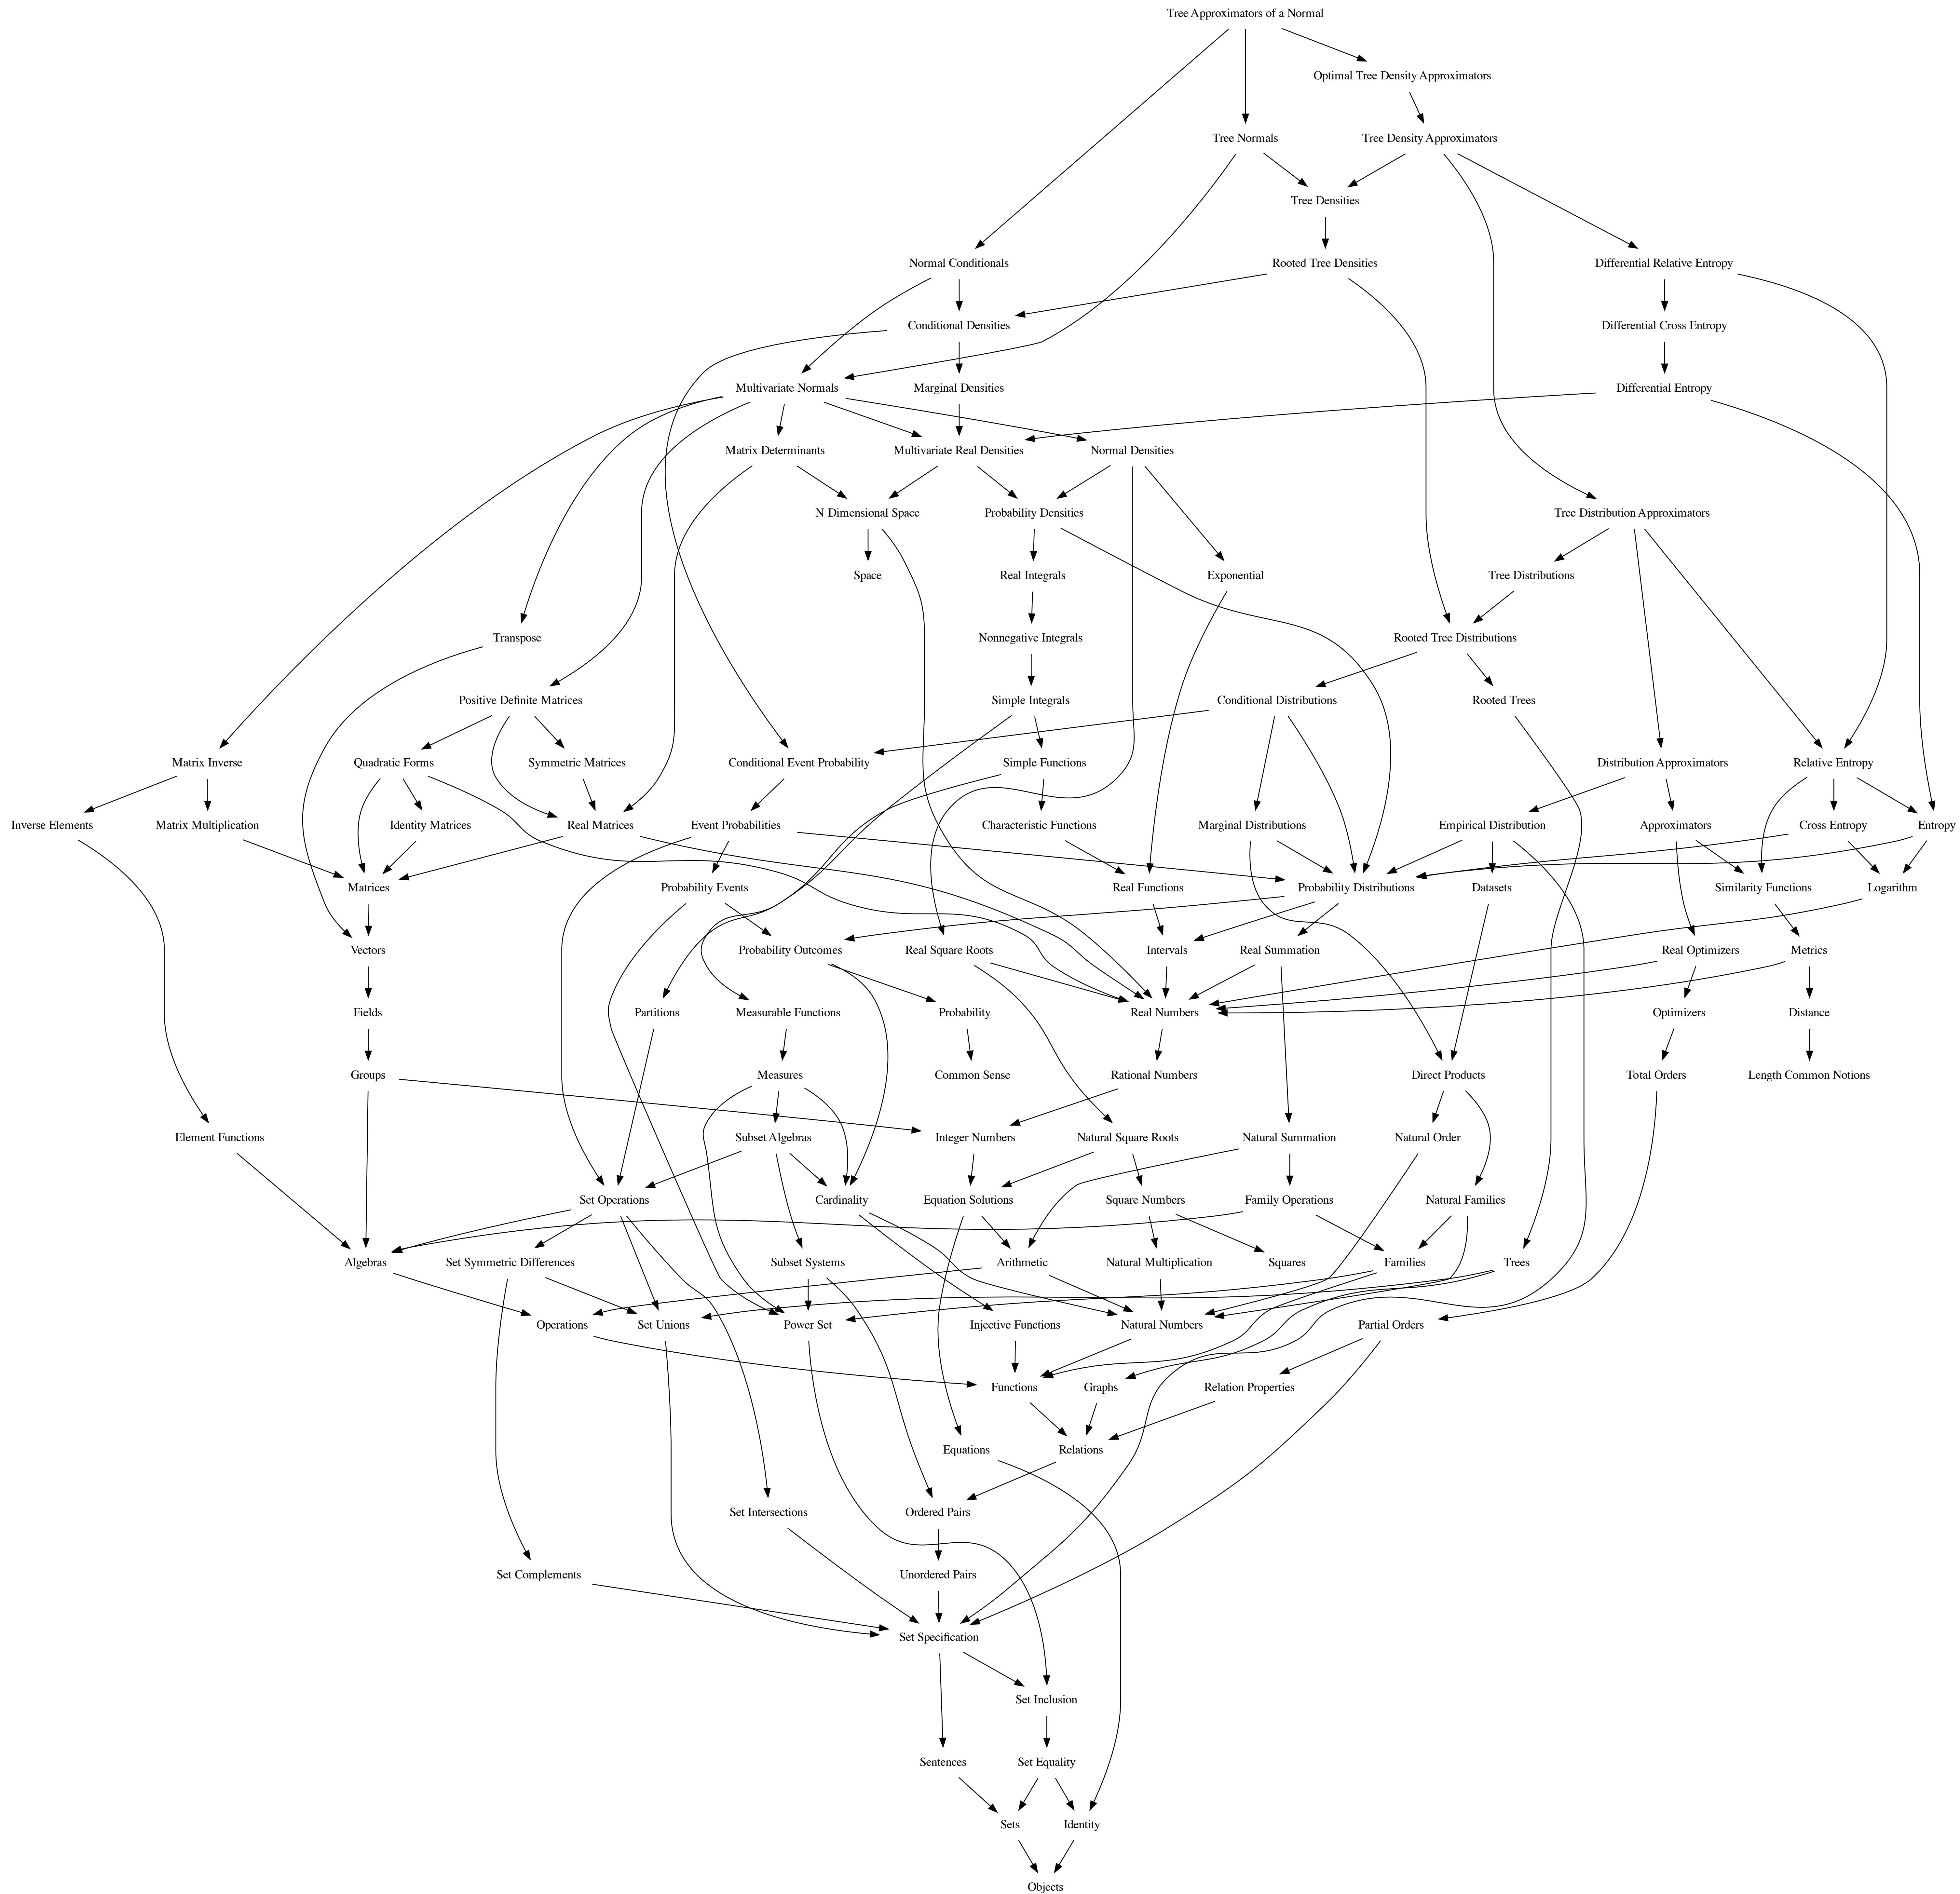 Tree Approximators of a Normal
Optimal Tree Density Approximators
Tree Normals
Tree Density Approximators
Tree Densities
Normal Conditionals
Rooted Tree Densities
Differential Relative Entropy
Conditional Densities
Differential Cross Entropy
Multivariate Normals
Marginal Densities
Differential Entropy
Matrix Determinants
Multivariate Real Densities
Normal Densities
N-Dimensional Space
Probability Densities
Tree Distribution Approximators
Space
Real Integrals
Exponential
Tree Distributions
Transpose
Nonnegative Integrals
Rooted Tree Distributions
Positive Definite Matrices
Simple Integrals
Conditional Distributions
Rooted Trees
Matrix Inverse
Quadratic Forms
Symmetric Matrices
Conditional Event Probability
Simple Functions
Distribution Approximators
Relative Entropy
Inverse Elements
Matrix Multiplication
Identity Matrices
Real Matrices
Event Probabilities
Characteristic Functions
Marginal Distributions
Empirical Distribution
Approximators
Cross Entropy
Entropy
Matrices
Probability Events
Real Functions
Probability Distributions
Datasets
Similarity Functions
Logarithm
Vectors
Probability Outcomes
Real Square Roots
Intervals
Real Summation
Real Optimizers
Metrics
Fields
Partitions
Measurable Functions
Probability
Real Numbers
Optimizers
Distance
Groups
Measures
Common Sense
Rational Numbers
Direct Products
Total Orders
Length Common Notions
Element Functions
Subset Algebras
Integer Numbers
Natural Square Roots
Natural Summation
Natural Order
Set Operations
Cardinality
Equation Solutions
Square Numbers
Family Operations
Natural Families
Algebras
Set Symmetric Differences
Subset Systems
Arithmetic
Natural Multiplication
Squares
Families
Trees
Operations
Set Unions
Power Set
Injective Functions
Natural Numbers
Partial Orders
Functions
Graphs
Relation Properties
Equations
Relations
Set Intersections
Ordered Pairs
Set Complements
Unordered Pairs
Set Specification
Set Inclusion
Sentences
Set Equality
Sets
Identity
Objects